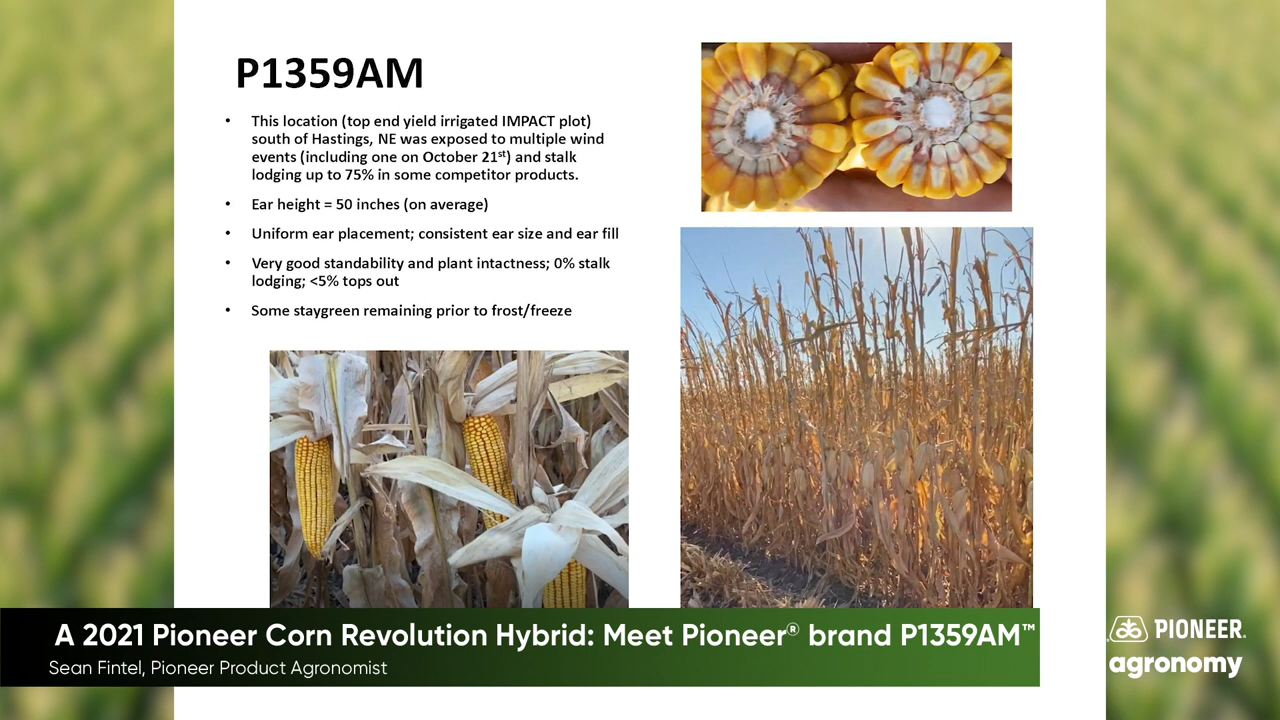 P1359AM
• This location (top end yield irrigated IMPACT plot)
south of Hastings, NE was exposed to multiple wind
events (including one on October 21st) and stalk
lodging up to 75% in some competitor products.
• Ear height = 50 inches (on average)
• Uniform ear placement; consistent ear size and ear fill
• Very good standability and plant intactness; 0% stalk
lodging; <5% tops out
• Some staygreen remaining prior to frost/freeze
A 2021 Pioneer Corn Revolution Hybrid: Meet Pioneer® brand P1359AM™
Sean Fintel, Pioneer Product Agronomist
PIONEER.
agronomy